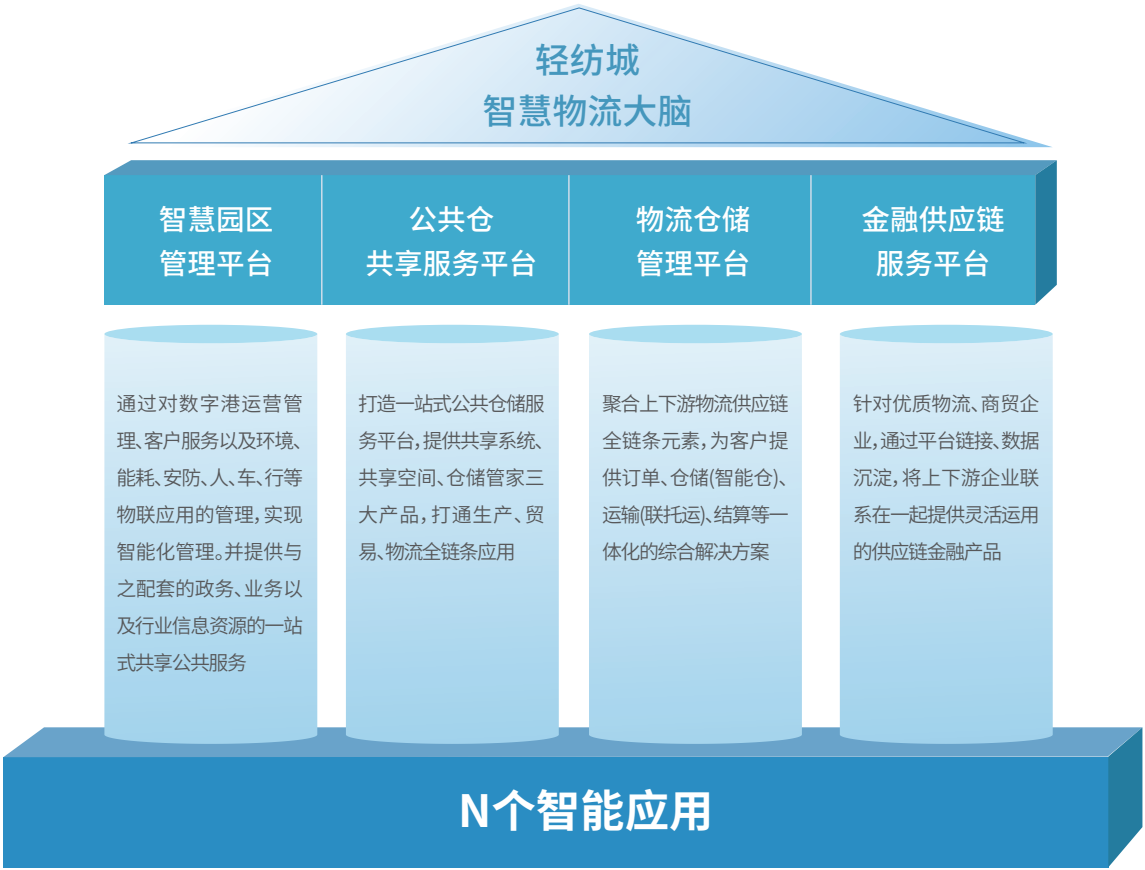 轻纺城
智慧物流大脑
智慧园区
管理平台
公共仓
共享服务平台
物流仓储
管理平台
金融供应链
服务平台
通过对数字港运营管
理、客户服务以及环境、
能耗、安防、人、车、行等
物联应用的管理,实现
智能化管理。并提供与
之配套的政务、业务以
及行业信息资源的一站
式共享公共服务
打造一站式公共仓储服
务平台,提供共享系统、
共享空间、仓储管家三
大产品,打通生产、贸
易、物流全链条应用
聚合上下游物流供应链
全链条元素,为客户提
供订单、仓储(智能仓)、
运输(联托运)、结算等一
体化的综合解决方案
针对优质物流、商贸企
业,通过平台链接、数据
沉淀,将上下游企业联
系在一起提供灵活运用
的供应链金融产品
N个智能应用